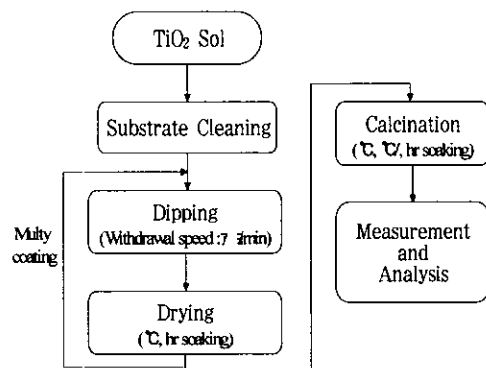 TiO₂ Sol
Substrate Cleaning
Dipping
(Withdrawal speed :7 /min)
Multy
coating
Drying
(℃, hr soaking)
Calcination
(℃, ℃/, hr soaking)
Measurement
and
Analysis